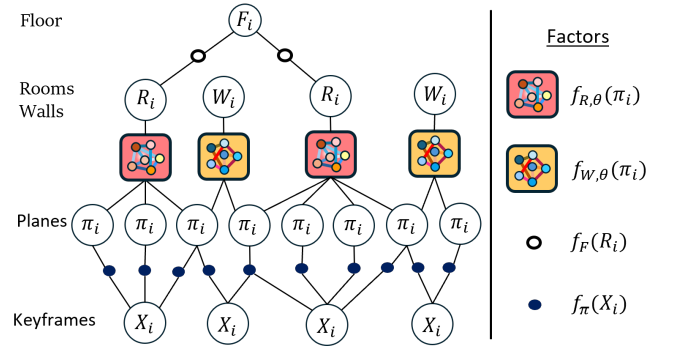 Floor
F_i
Factors
Rooms
Walls
R_i W_i R_i W_i
f_{R,θ}(π_i)
f_{W,θ}(π_i)
Planes
π_i π_i π_i π_i π_i π_i π_i π_i
f_F(R_i)
f_π(X_i)
Keyframes
X_i X_i X_i X_i